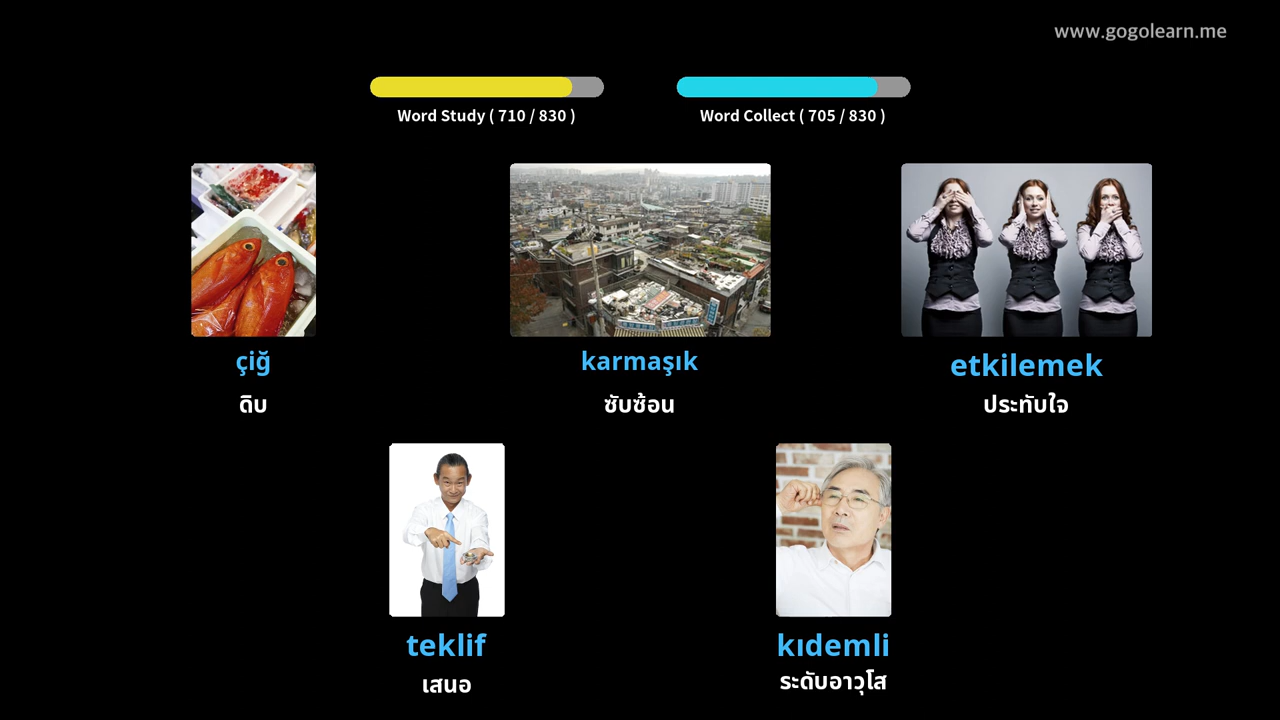 www.gogolearn.me
Word Study ( 710 / 830 )
Word Collect ( 705 / 830 )
çiğ
karmaşık
etkilemek
ดิบ
ซับซ้อน
ประทับใจ
teklif
kıdemli
เสนอ
ระดับอาวุโส